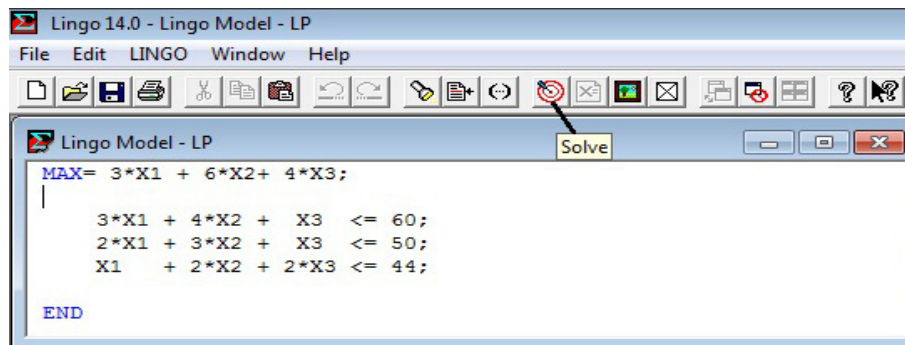 Lingo 14.0 - Lingo Model - LP
File Edit LINGO Window Help
Lingo Model - LP
Solve
MAX= 3*X1 + 6*X2+ 4*X3;
3*X1 + 4*X2 + X3 <= 60;
2*X1 + 3*X2 + X3 <= 50;
X1 + 2*X2 + 2*X3 <= 44;
END